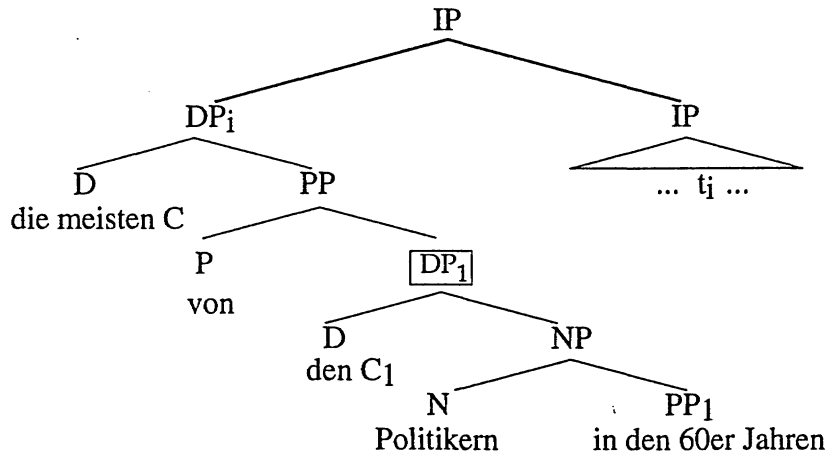 IP
DPi IP
D PP ... ti ...
die meisten C
P DP1
von
D NP
den C1
N PP1
Politikern in den 60er Jahren